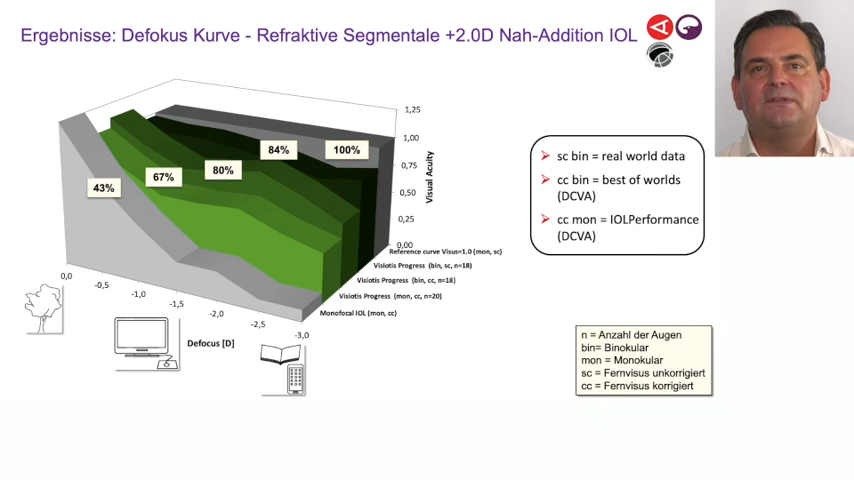 Ergebnisse: Defokus Kurve - Refraktive Segmentale +2.0D Nah-Addition IOL
1,25
1,00
0,75
0,50
0,25
0,00
Visual Acuity
43%
67%
80%
84%
100%
Reference curve Visus=1.0 (mon, sc)
Visiotis Progress (bin, sc, n=18)
Visiotis Progress (bin, cc, n=18)
Visiotis Progress (mon, cc, n=20)
Monofocal IOL (mon, cc)
0,0
-0,5
-1,0
-1,5
-2,0
-2,5
-3,0
Defocus [D]
sc bin = real world data
cc bin = best of worlds
(DCVA)
cc mon = IOLPerformance
(DCVA)
n = Anzahl der Augen
bin= Binokular
mon = Monokular
sc = Fernvisus unkorrigiert
cc = Fernvisus korrigiert